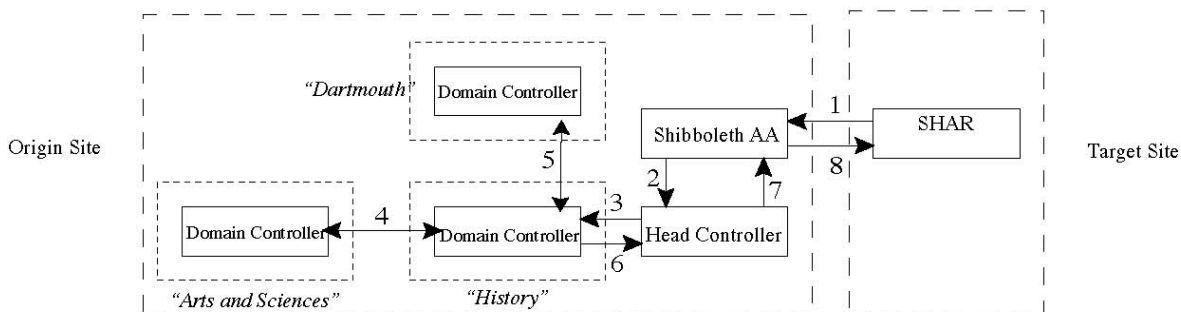 “Dartmouth”
Domain Controller
Origin Site
Shibboleth AA
1
SHAR
Target Site
8
5
2
7
Domain Controller
4
Domain Controller
3
6
Head Controller
“Arts and Sciences”
“History”